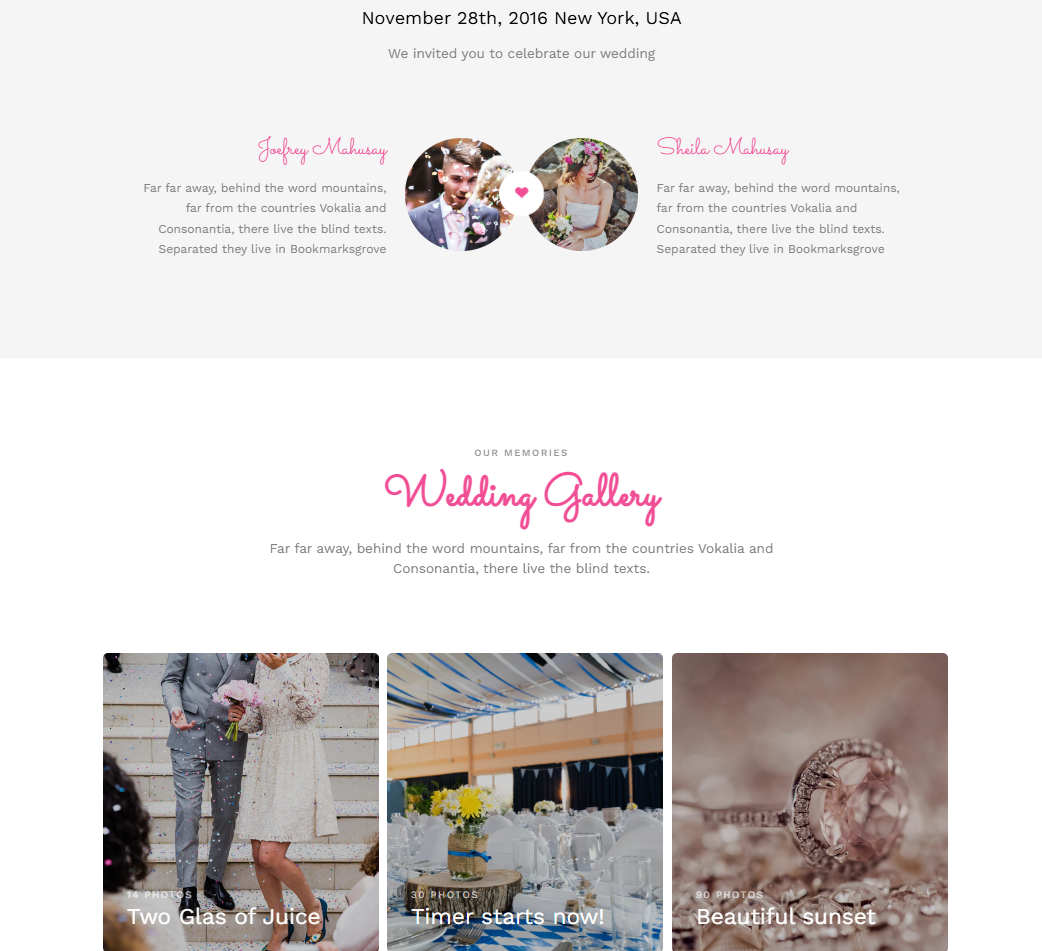 November 28th, 2016 New York, USA
We invited you to celebrate our wedding
Joefrey Mahusay
Far far away, behind the word mountains,
far from the countries Vokalia and
Consonantia, there live the blind texts.
Separated they live in Bookmarksgrove
Sheila Mahusay
Far far away, behind the word mountains,
far from the countries Vokalia and
Consonantia, there live the blind texts.
Separated they live in Bookmarksgrove
OUR MEMORIES
Wedding Gallery
Far far away, behind the word mountains, far from the countries Vokalia and
Consonantia, there live the blind texts.
14 PHOTOS
Two Glas of Juice
30 PHOTOS
Timer starts now!
90 PHOTOS
Beautiful sunset